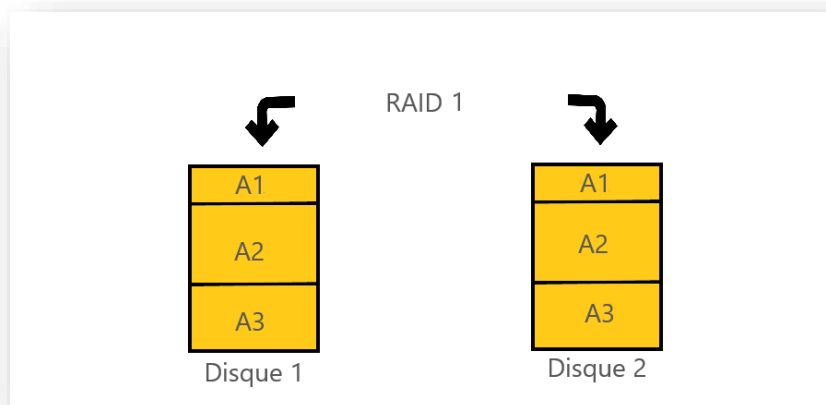 RAID 1
A1
A2
A3
Disque 1
A1
A2
A3
Disque 2